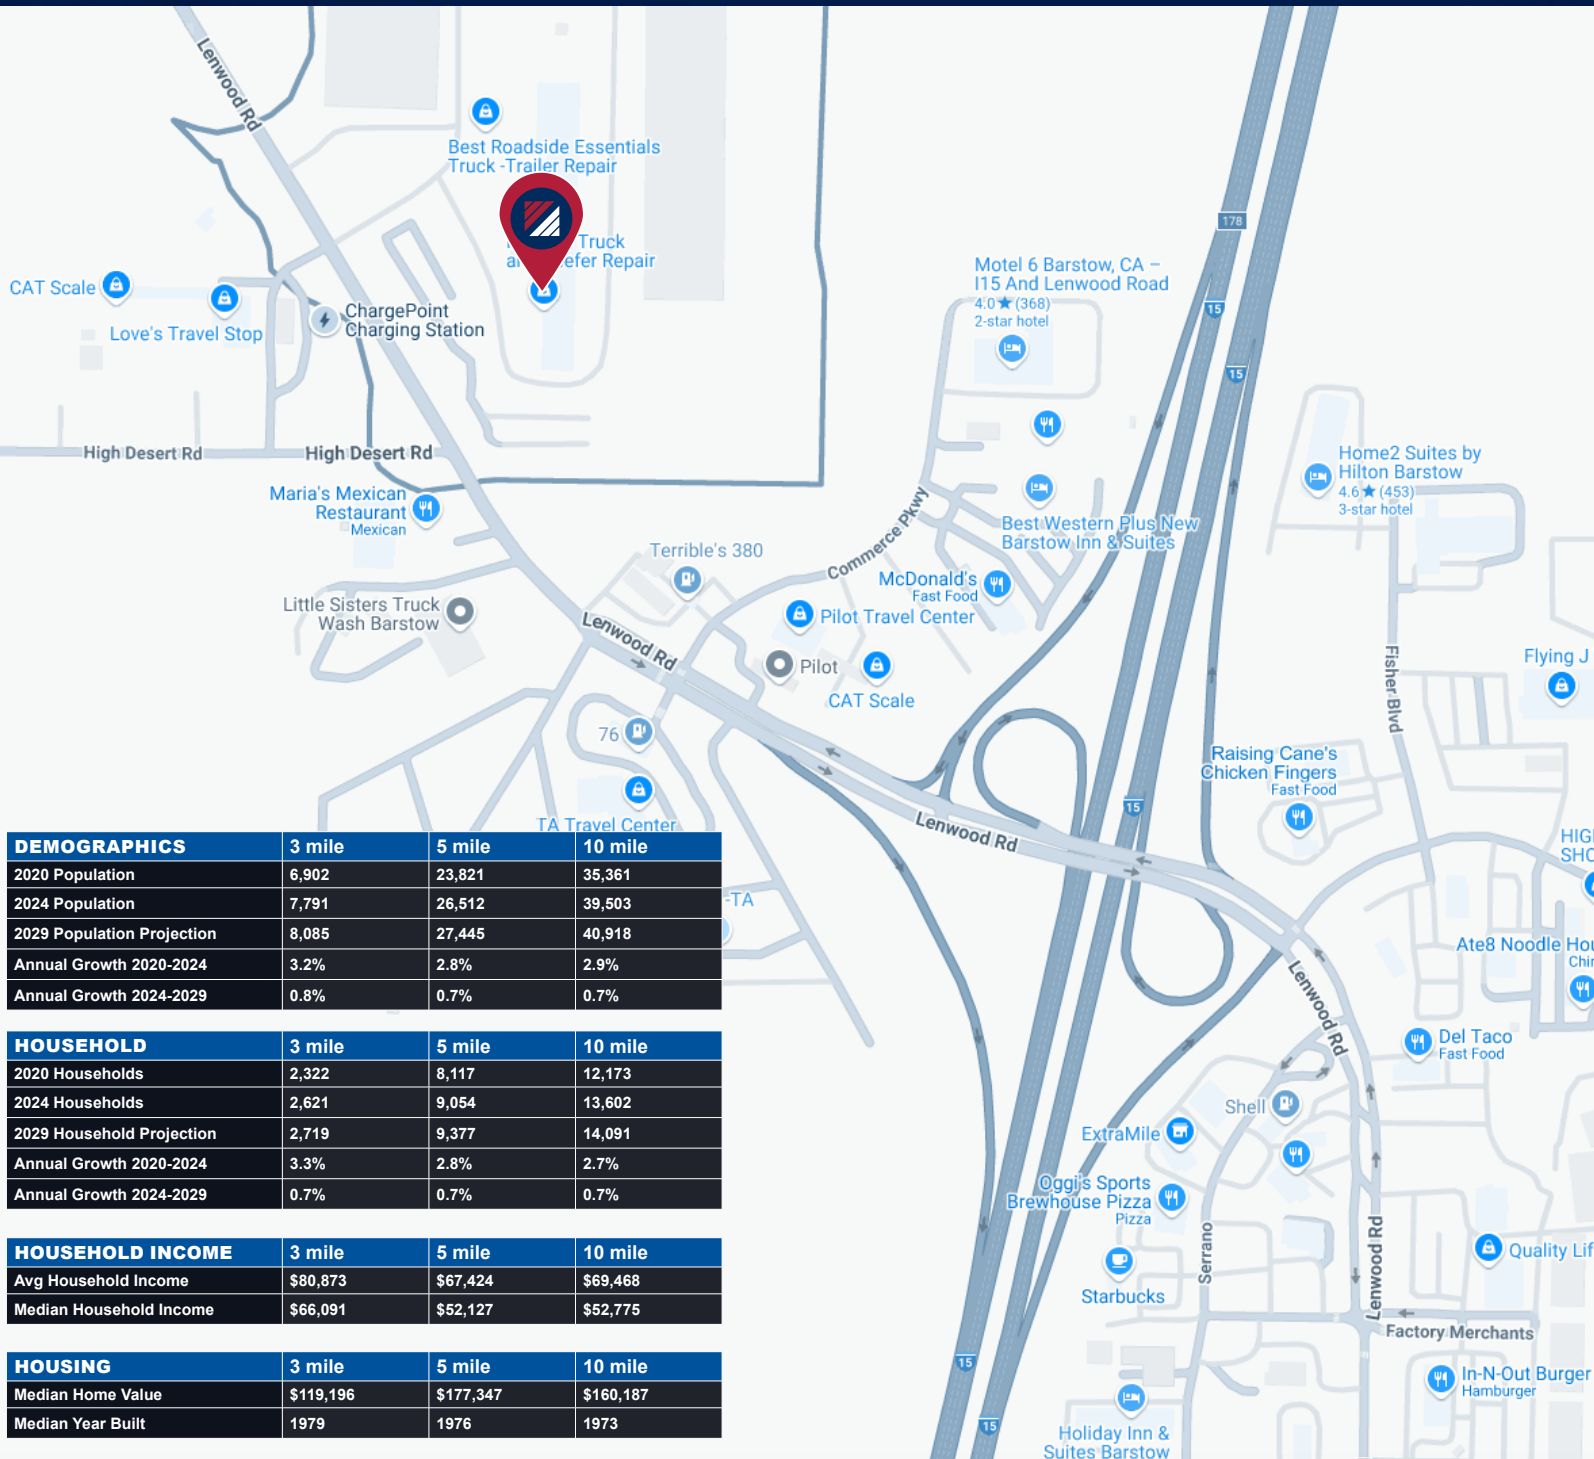 Lenwood Rd
Best Roadside Essentials
Truck -Trailer Repair
Truck
efer Repair
178
Motel 6 Barstow, CA –
I15 And Lenwood Road
4.0★(368)
2-star hotel
15
15
CAT Scale
Love's Travel Stop
ChargePoint
Charging Station
High Desert Rd
High Desert Rd
Maria's Mexican
Restaurant
Mexican
Home2 Suites by
Hilton Barstow
4.6★(453)
3-star hotel
Best Western Plus New
Barstow Inn & Suites
Commerce Pkwy
Terrible's 380
McDonald's
Fast Food
Little Sisters Truck
Wash Barstow
Lenwood Rd
Pilot Travel Center
Pilot
CAT Scale
Fisher Blvd
Flying J
76
TA Travel Center
Raising Cane's
Chicken Fingers
Fast Food
15
Lenwood Rd
HIG
SHO
-TA
Ate8 Noodle Hou
Chin
Lenwood Rd
Del Taco
Fast Food
Shell
ExtraMile
Oggi's Sports
Brewhouse Pizza
Pizza
Starbucks
Serrano
Lenwood Rd
Quality Lif
Factory Merchants
15
In-N-Out Burger
Hamburger
15
Holiday Inn &
Suites Barstow
DEMOGRAPHICS 3 mile 5 mile 10 mile
2020 Population 6,902 23,821 35,361
2024 Population 7,791 26,512 39,503
2029 Population Projection 8,085 27,445 40,918
Annual Growth 2020-2024 3.2% 2.8% 2.9%
Annual Growth 2024-2029 0.8% 0.7% 0.7%
HOUSEHOLD 3 mile 5 mile 10 mile
2020 Households 2,322 8,117 12,173
2024 Households 2,621 9,054 13,602
2029 Household Projection 2,719 9,377 14,091
Annual Growth 2020-2024 3.3% 2.8% 2.7%
Annual Growth 2024-2029 0.7% 0.7% 0.7%
HOUSEHOLD INCOME 3 mile 5 mile 10 mile
Avg Household Income $80,873 $67,424 $69,468
Median Household Income $66,091 $52,127 $52,775
HOUSING 3 mile 5 mile 10 mile
Median Home Value $119,196 $177,347 $160,187
Median Year Built 1979 1976 1973